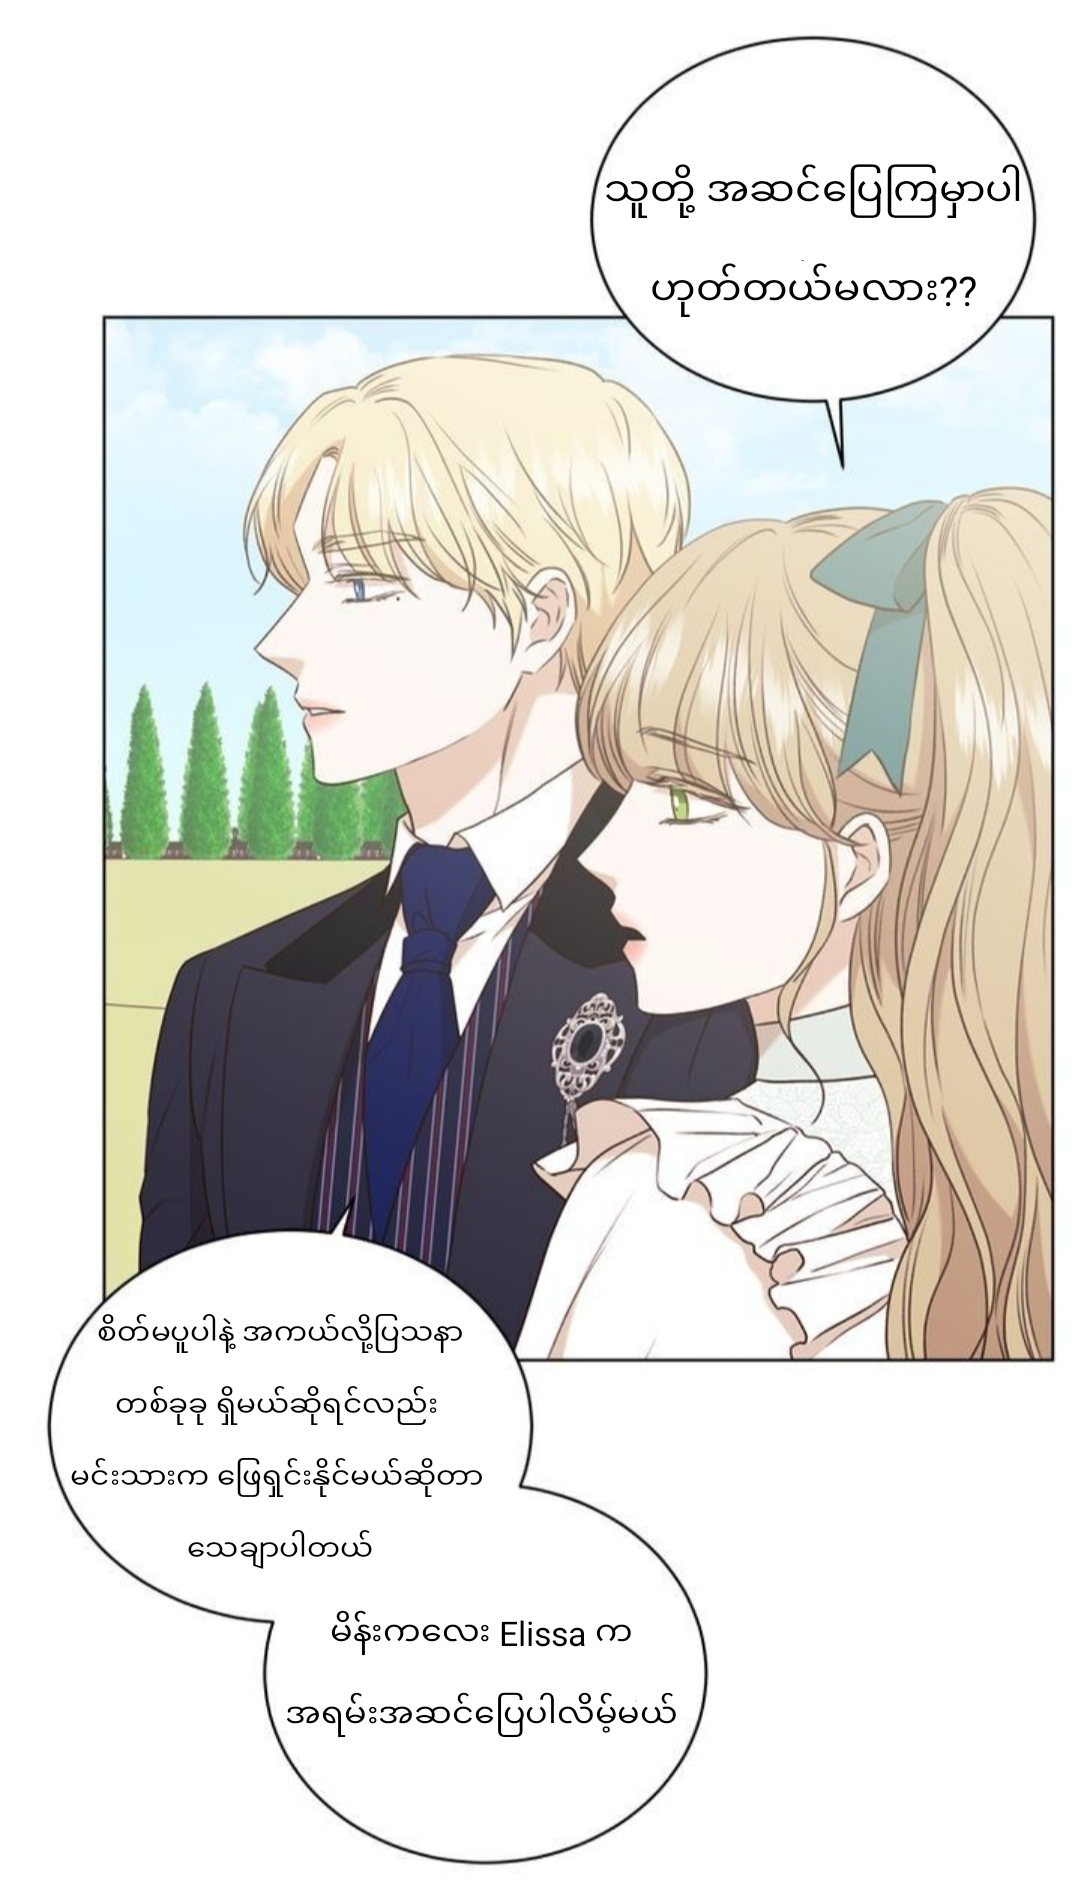 သူတို့ အဆင်ပြေကြမှာပါ
ဟုတ်တယ်မလား??
စိတ်မပူပါနဲ့ အကယ်လို့ပြသနာ
တစ်ခုခု ရှိမယ်ဆိုရင်လည်း
မင်းသားက ဖြေရှင်းနိုင်မယ်ဆိုတာ
သေချာပါတယ်
မိန်းကလေး Elissa က
အရမ်းအဆင်ပြေပါလိမ့်မယ်